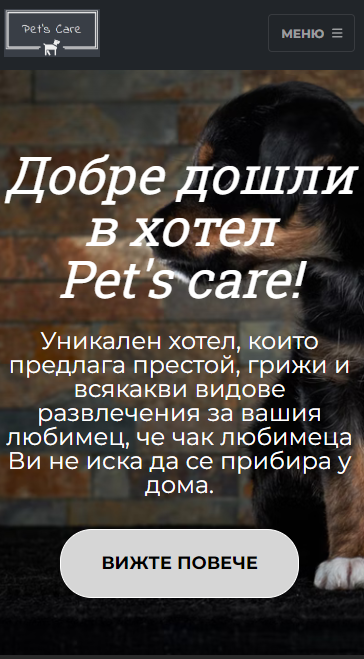 Pet's Care
МЕНЮ
Добре дошли
в хотел
Pet's care!
Уникален хотел, които
предлага престой, грижи и
всякакви видове
развлечения за вашия
любимец, че чак любимеца
Ви не иска да се прибира у
дома.
ВИЖТЕ ПОВЕЧЕ